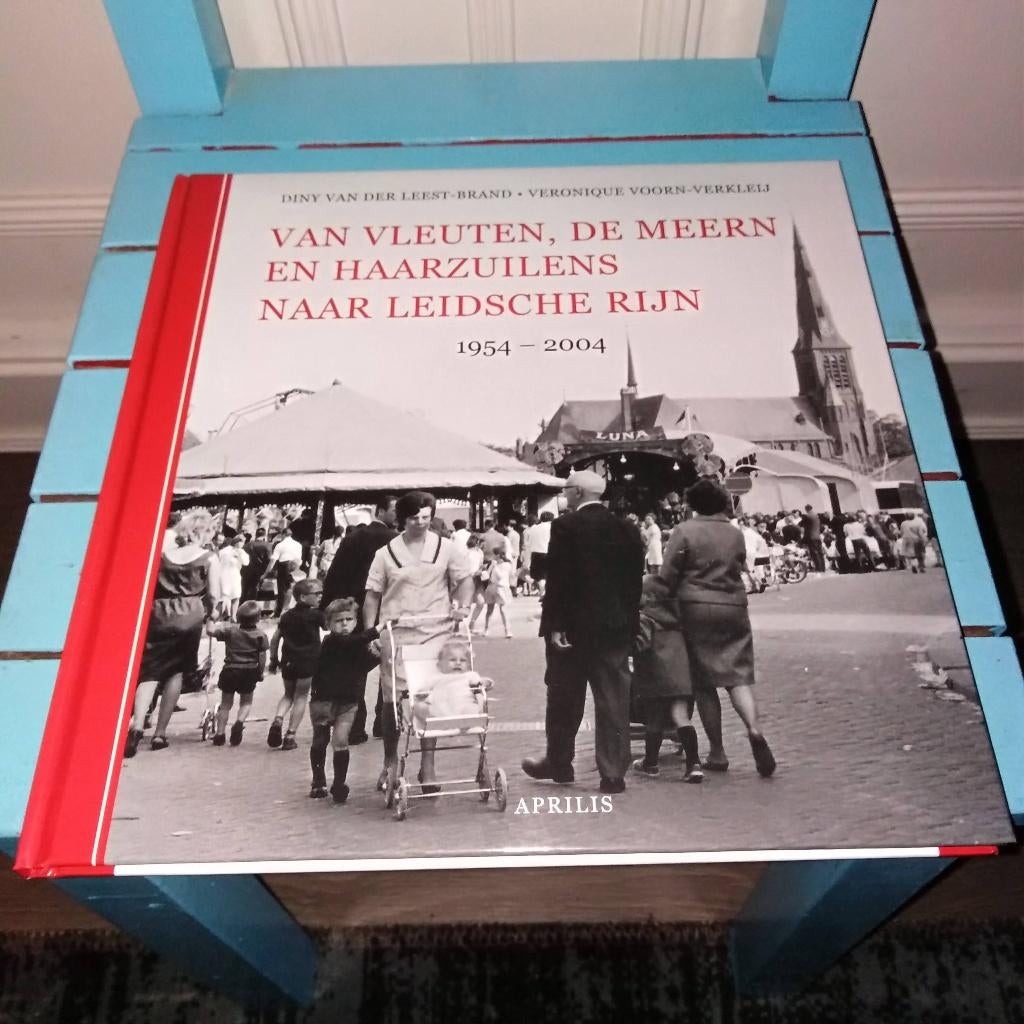 DINY VAN DER LEEST-BRAND • VERONIQUE VOORN-VERKLEIJ
VAN VLEUTEN, DE MEERN
EN HAARZUILENS
NAAR LEIDSCHE RIJN
1954 – 2004
LUNA
APRILIS